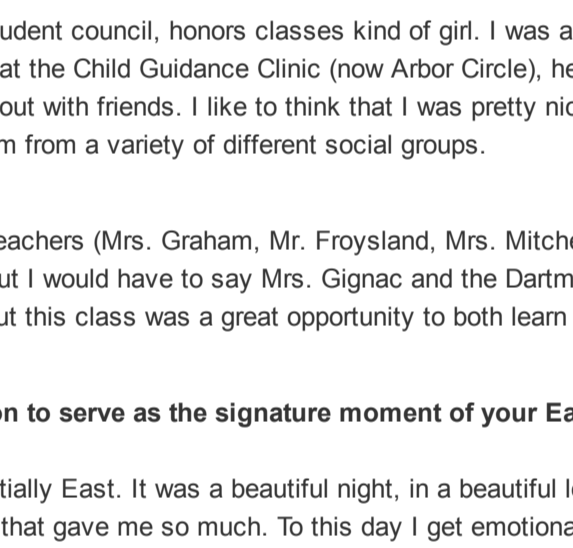 udent council, honors classes kind of girl. I was a
at the Child Guidance Clinic (now Arbor Circle), he
out with friends. I like to think that I was pretty nic
m from a variety of different social groups.
eachers (Mrs. Graham, Mr. Froysland, Mrs. Mitche
ut I would have to say Mrs. Gignac and the Dartm
ut this class was a great opportunity to both learn
on to serve as the signature moment of your Ea
tially East. It was a beautiful night, in a beautiful l
that gave me so much. To this day I get emotiona